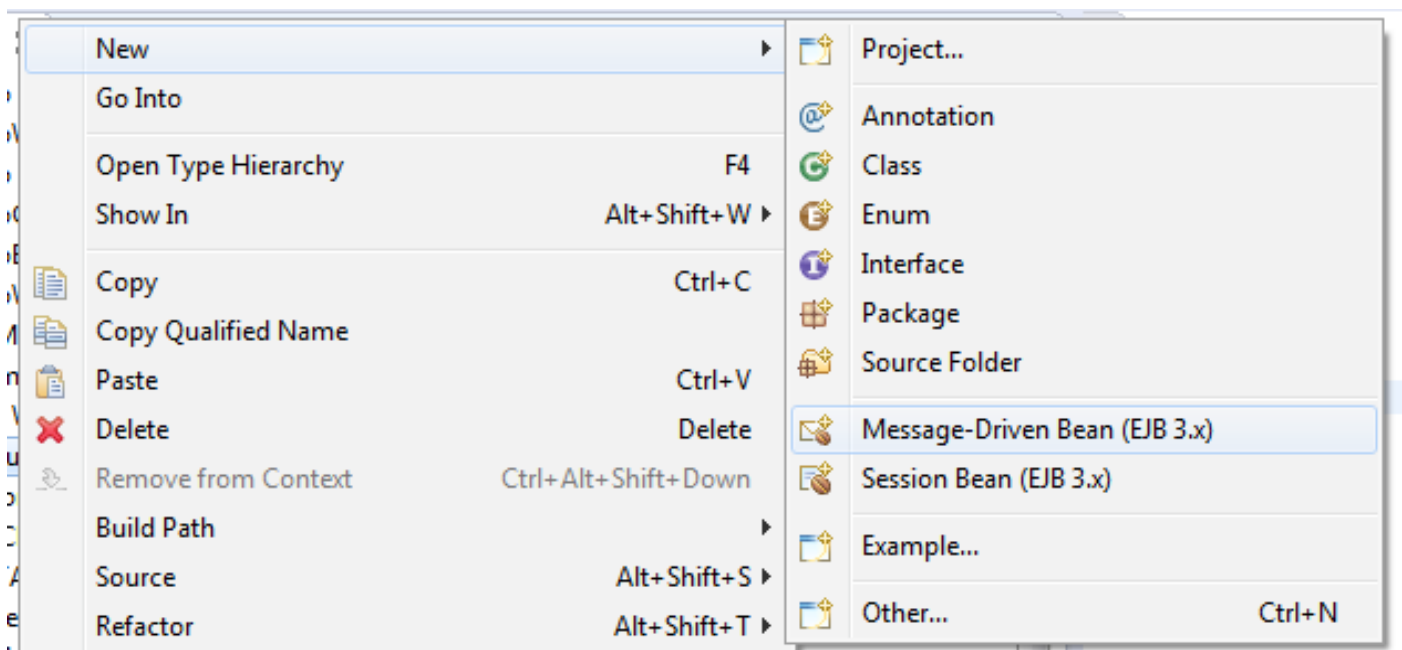 New
Go Into
Open Type Hierarchy F4
Show In Alt+Shift+W
Copy Ctrl+C
Copy Qualified Name
Paste Ctrl+V
Delete Delete
Remove from Context Ctrl+Alt+Shift+Down
Build Path
Source Alt+Shift+S
Refactor Alt+Shift+T
Project...
Annotation
Class
Enum
Interface
Package
Source Folder
Message-Driven Bean (EJB 3.x)
Session Bean (EJB 3.x)
Example...
Other... Ctrl+N